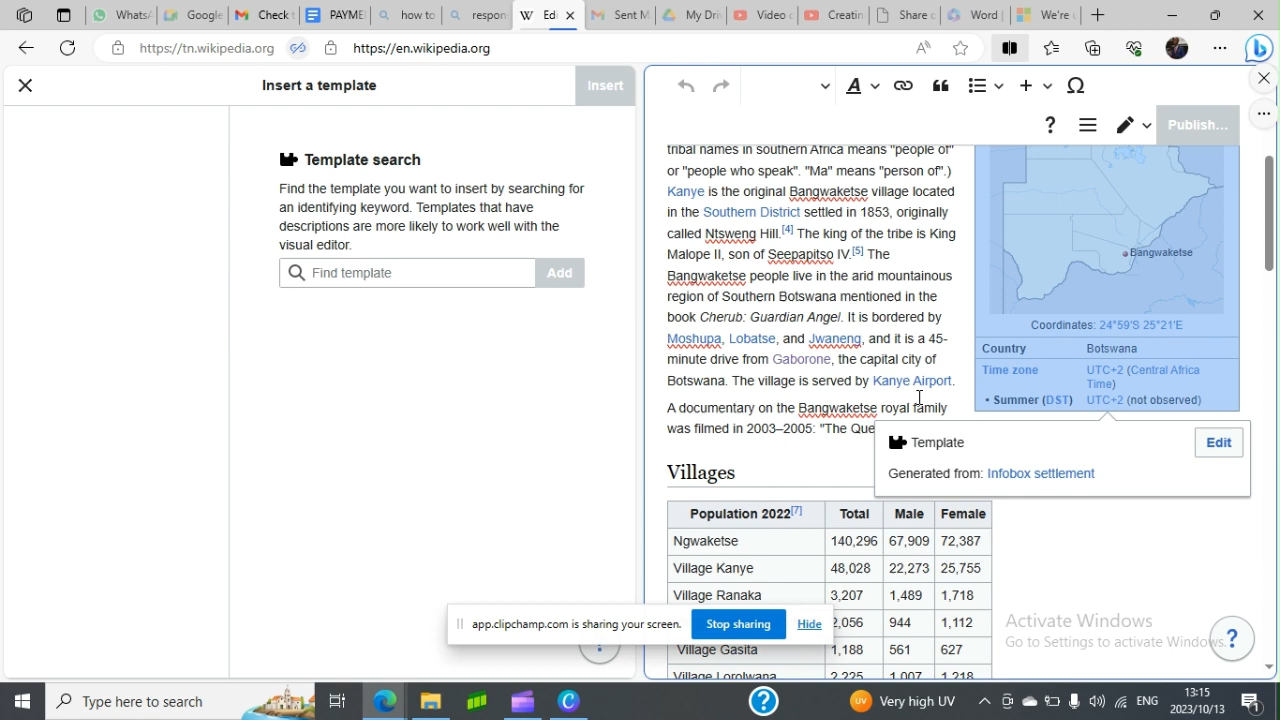 WhatsA
Google
Check t
PAYME
how to
respon
W Edi
Sent M
My Dri
Video c
Creatin
Share c
Word
We're u
https://tn.wikipedia.org
https://en.wikipedia.org
Insert a template
Insert
Template search
Find the template you want to insert by searching for
an identifying keyword. Templates that have
descriptions are more likely to work well with the
visual editor.
Find template
Add
Publish…
tribal names in southern Africa means "people of"
or "people who speak". "Ma" means "person of".)
Kanye is the original Bangwaketse village located
in the Southern District settled in 1853, originally
called Ntsweng Hill.[4] The king of the tribe is King
Malope II, son of Seepapitso IV.[5] The
Bangwaketse people live in the arid mountainous
region of Southern Botswana mentioned in the
book Cherub: Guardian Angel. It is bordered by
Moshupa, Lobatse, and Jwaneng, and it is a 45-
minute drive from Gaborone, the capital city of
Botswana. The village is served by Kanye Airport.
A documentary on the Bangwaketse royal family
was filmed in 2003–2005: "The Que
Bangwaketse
Coordinates: 24°59′S 25°21′E
Country Botswana
Time zone UTC+2 (Central Africa
Time)
• Summer (DST) UTC+2 (not observed)
Template
Edit
Generated from: Infobox settlement
Villages
Population 2022[7] Total Male Female
Ngwaketse 140,296 67,909 72,387
Village Kanye 48,028 22,273 25,755
Village Ranaka 3,207 1,489 1,718
2,056 944 1,112
Village Gasita 1,188 561 627
Village Lorolwana 2,225 1,007 1,218
app.clipchamp.com is sharing your screen.
Stop sharing
Hide
Activate Windows
Go to Settings to activate Windows.
Type here to search
Very high UV
ENG
13:15
2023/10/13